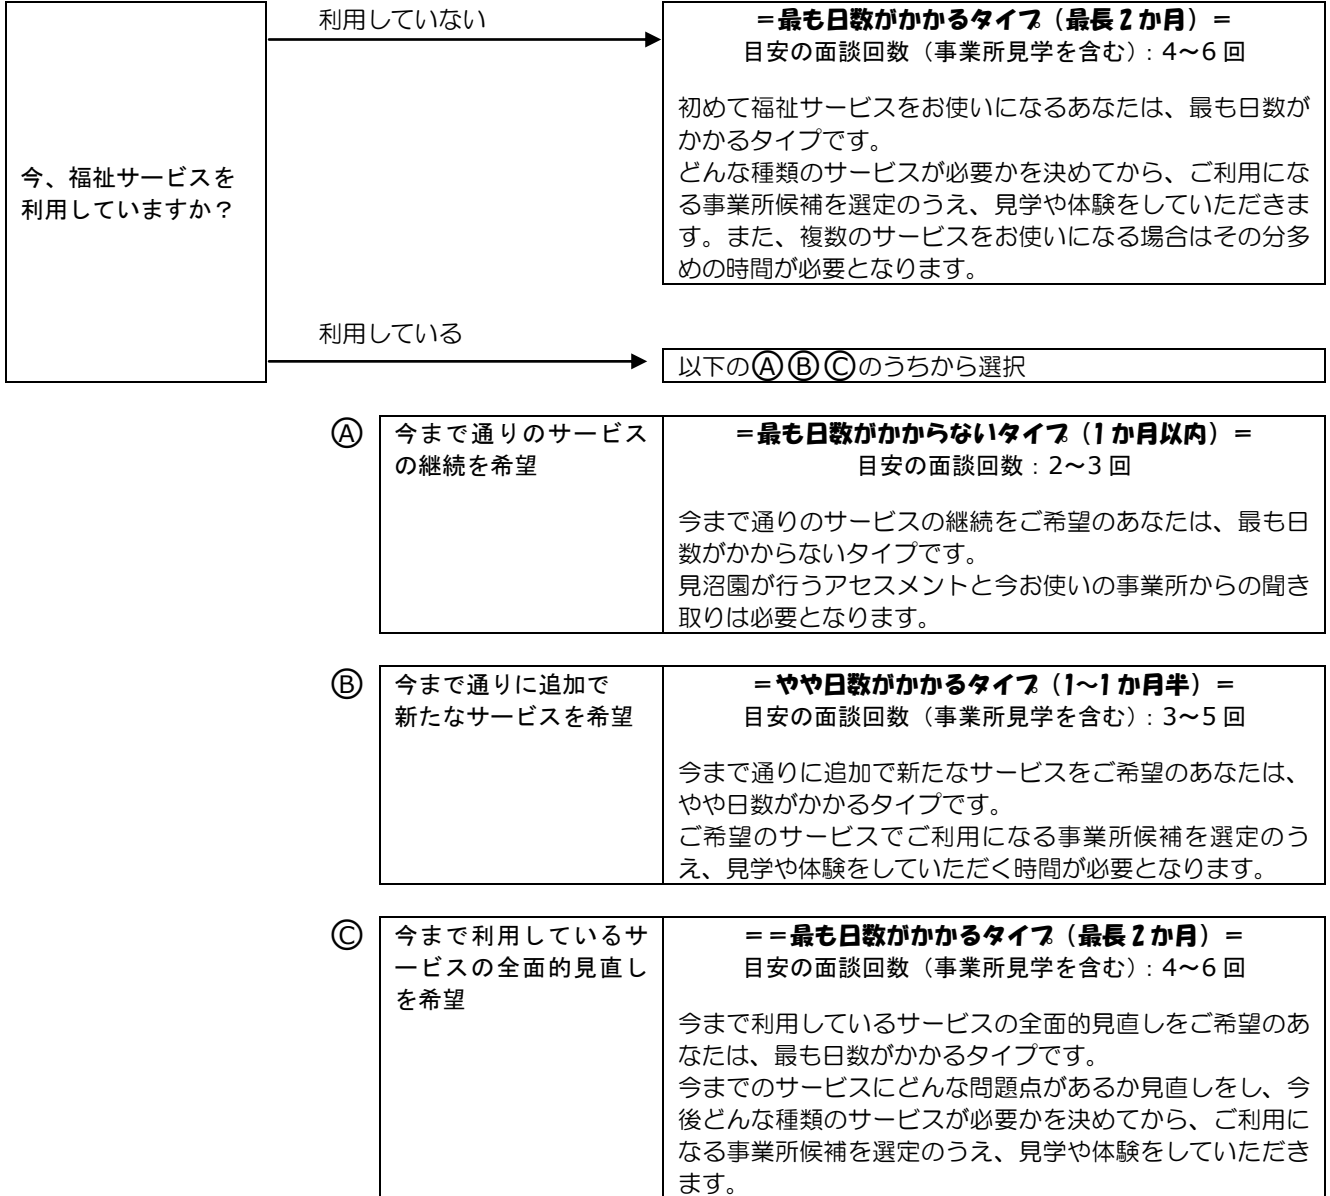 今、福祉サービスを
利用していますか？
利用していない
＝最も日数がかかるタイプ（最長２か月）＝
目安の面談回数（事業所見学を含む）：4～6 回
初めて福祉サービスをお使いになるあなたは、最も日数が
かかるタイプです。
どんな種類のサービスが必要かを決めてから、ご利用にな
る事業所候補を選定のうえ、見学や体験をしていただきま
す。また、複数のサービスをお使いになる場合はその分多
めの時間が必要となります。
利用している
以下のⒶⒷⒸのうちから選択
Ⓐ
今まで通りのサービス
の継続を希望
＝最も日数がかからないタイプ（1 か月以内）＝
目安の面談回数：2～3 回
今まで通りのサービスの継続をご希望のあなたは、最も日
数がかからないタイプです。
見沼園が行うアセスメントと今お使いの事業所からの聞き
取りは必要となります。
Ⓑ
今まで通りに追加で
新たなサービスを希望
＝やや日数がかかるタイプ（1～1 か月半）＝
目安の面談回数（事業所見学を含む）：3～5 回
今まで通りに追加で新たなサービスをご希望のあなたは、
やや日数がかかるタイプです。
ご希望のサービスでご利用になる事業所候補を選定のう
え、見学や体験をしていただく時間が必要となります。
Ⓒ
今まで利用しているサ
ービスの全面的見直し
を希望
＝＝最も日数がかかるタイプ（最長２か月）＝
目安の面談回数（事業所見学を含む）：4～6 回
今まで利用しているサービスの全面的見直しをご希望のあ
なたは、最も日数がかかるタイプです。
今までのサービスにどんな問題点があるか見直しをし、今
後どんな種類のサービスが必要かを決めてから、ご利用に
なる事業所候補を選定のうえ、見学や体験をしていただき
ます。